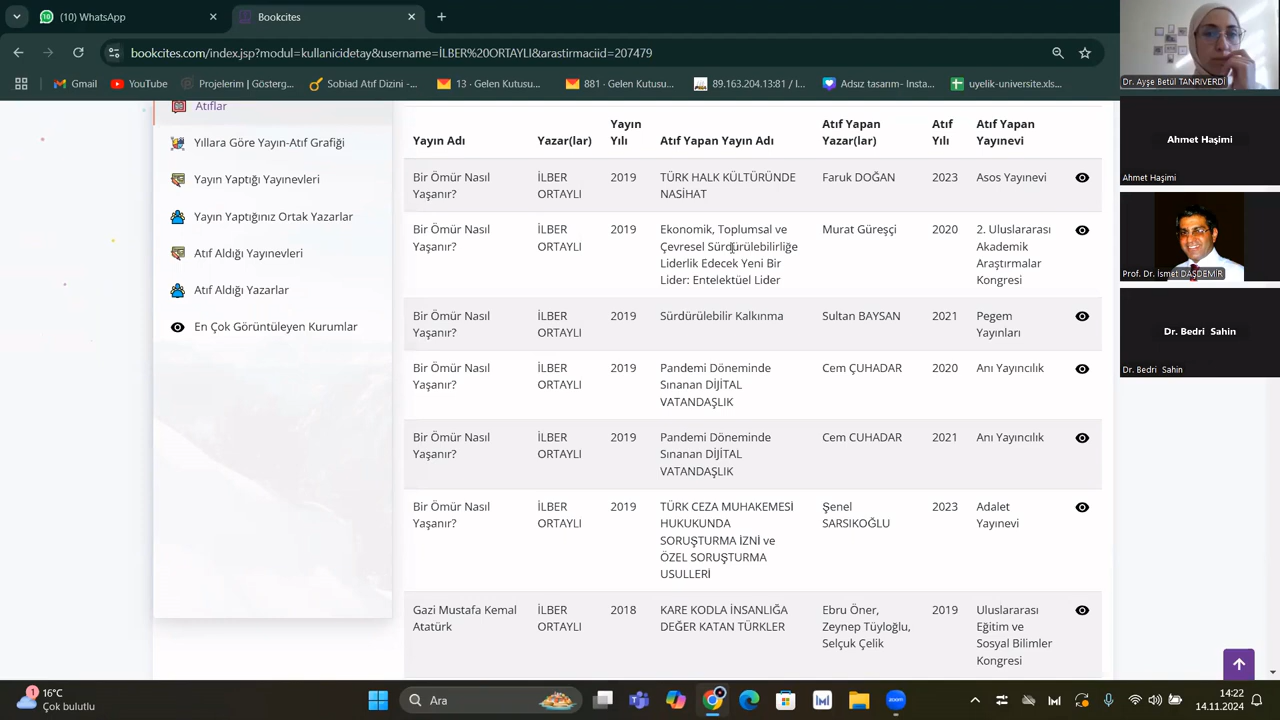 (10) WhatsApp
Bookcites
bookcites.com/index.jsp?modul=kullanicidetay&username=İLBER%20ORTAYLI&arastirmaciid=207479
Gmail
YouTube
Projelerim | Gösterg...
Sobiad Atıf Dizini -...
13 - Gelen Kutusu...
881 - Gelen Kutusu...
89.163.204.13:81 / I...
Adsız tasarım- Insta...
uyelik-universite.xls...
Dr. Ayşe Betül TANRIVERDİ
Ahmet Haşimi
Ahmet Haşimi
Prof. Dr. İsmet DAŞDEMİR
Dr. Bedri Sahin
Dr. Bedri Sahin
Atıflar
Yıllara Göre Yayın-Atıf Grafiği
Yayın Yaptığı Yayınevleri
Yayın Yaptığınız Ortak Yazarlar
Atıf Aldığı Yayınevleri
Atıf Aldığı Yazarlar
En Çok Görüntüleyen Kurumlar
Yayın Adı
Yazar(lar)
Yayın
Yılı
Atıf Yapan Yayın Adı
Atıf Yapan
Yazar(lar)
Atıf
Yılı
Atıf Yapan
Yayınevi
Bir Ömür Nasıl
Yaşanır?
İLBER
ORTAYLI
2019
TÜRK HALK KÜLTÜRÜNDE
NASİHAT
Faruk DOĞAN
2023
Asos Yayınevi
Bir Ömür Nasıl
Yaşanır?
İLBER
ORTAYLI
2019
Ekonomik, Toplumsal ve
Çevresel Sürdürülebilirliğe
Liderlik Edecek Yeni Bir
Lider: Entelektüel Lider
Murat Güreşçi
2020
2. Uluslararası
Akademik
Araştırmalar
Kongresi
Bir Ömür Nasıl
Yaşanır?
İLBER
ORTAYLI
2019
Sürdürülebilir Kalkınma
Sultan BAYSAN
2021
Pegem
Yayınları
Bir Ömür Nasıl
Yaşanır?
İLBER
ORTAYLI
2019
Pandemi Döneminde
Sınanan DİJİTAL
VATANDAŞLIK
Cem ÇUHADAR
2020
Anı Yayıncılık
Bir Ömür Nasıl
Yaşanır?
İLBER
ORTAYLI
2019
Pandemi Döneminde
Sınanan DİJİTAL
VATANDAŞLIK
Cem CUHADAR
2021
Anı Yayıncılık
Bir Ömür Nasıl
Yaşanır?
İLBER
ORTAYLI
2019
TÜRK CEZA MUHAKEMESİ
HUKUKUNDA
SORUŞTURMA İZNİ ve
ÖZEL SORUŞTURMA
USULLERİ
Şenel
SARSIKOĞLU
2023
Adalet
Yayınevi
Gazi Mustafa Kemal
Atatürk
İLBER
ORTAYLI
2018
KARE KODLA İNSANLIĞA
DEĞER KATAN TÜRKLER
Ebru Öner,
Zeynep Tüyloğlu,
Selçuk Çelik
2019
Uluslararası
Eğitim ve
Sosyal Bilimler
Kongresi
1
16°C
Çok bulutlu
Ara
zoom
14:22
14.11.2024